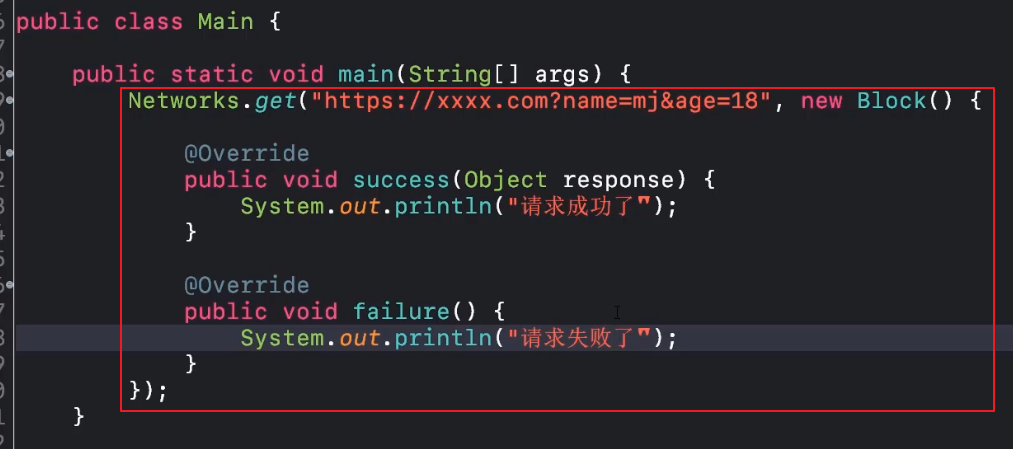 public class Main {
public static void main(String[] args) {
Networks.get("https://xxxx.com?name=mj&age=18", new Block() {
@Override
public void success(Object response) {
System.out.println("请求成功了");
}
@Override
public void failure() {
System.out.println("请求失败了");
}
});
}